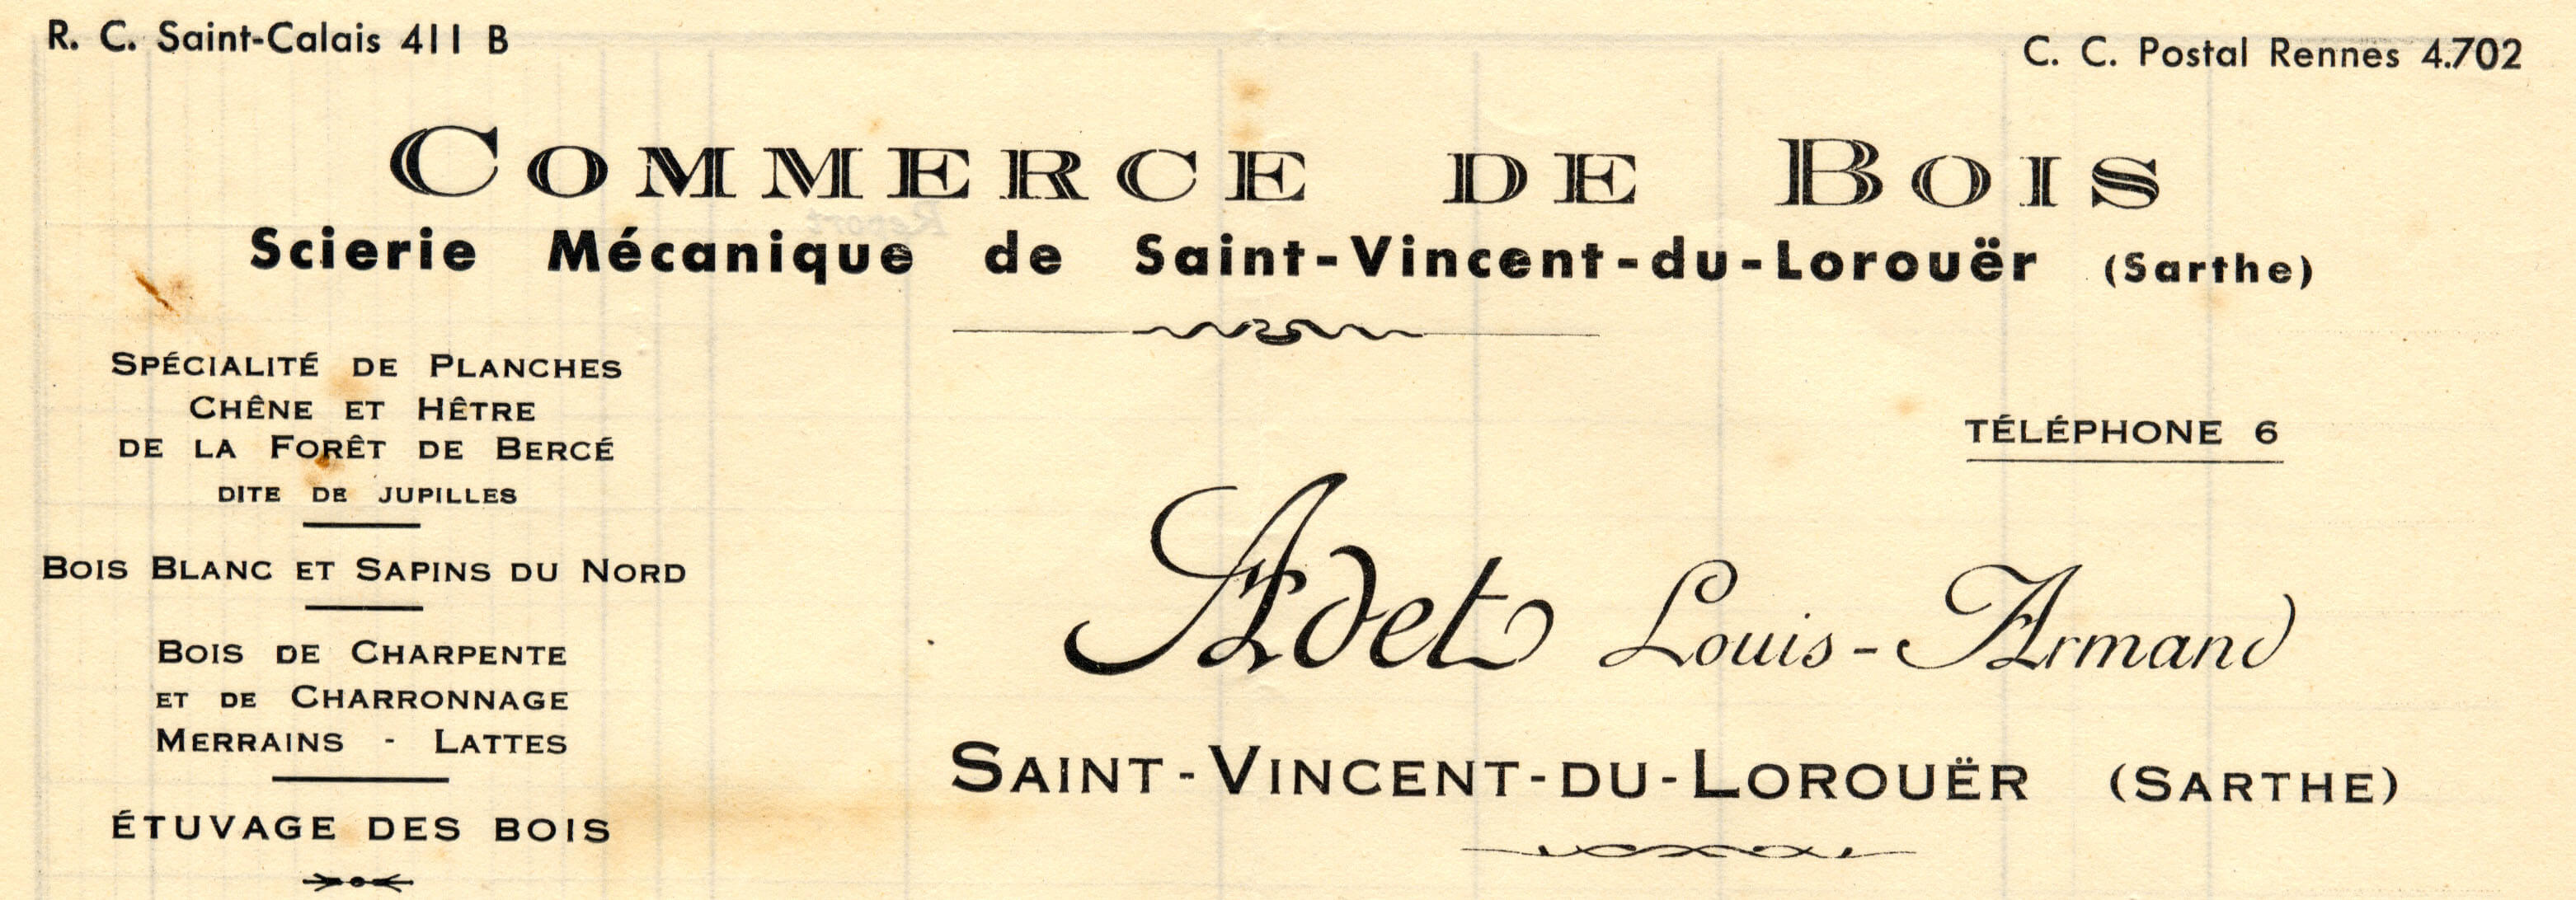 R. C. Saint-Calais 411 B
C. C. Postal Rennes 4.702
COMMERCE DE BOIS
Scierie Mécanique de Saint-Vincent-du-Lorouër (Sarthe)
SPÉCIALITÉ DE PLANCHES
CHÊNE ET HÊTRE
DE LA FORÊT DE BERCÉ
DITE DE JUPILLES
BOIS BLANC ET SAPINS DU NORD
BOIS DE CHARPENTE
ET DE CHARRONNAGE
MERRAINS - LATTES
ÉTUVAGE DES BOIS
TÉLÉPHONE 6
Adet Louis-Armand
SAINT-VINCENT-DU-LOROUËR (SARTHE)
Report